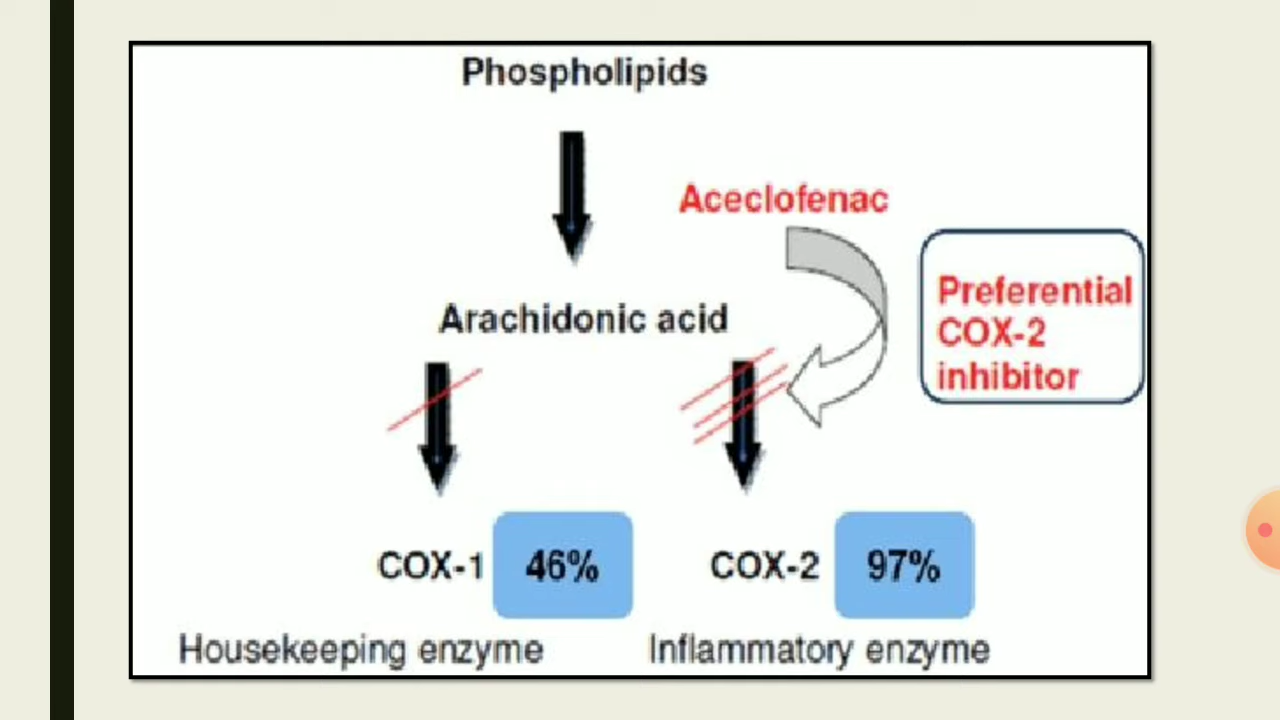 Phospholipids
Aceclofenac
Arachidonic acid
Preferential
COX-2
inhibitor
COX-1 46% COX-2 97%
Housekeeping enzyme Inflammatory enzyme